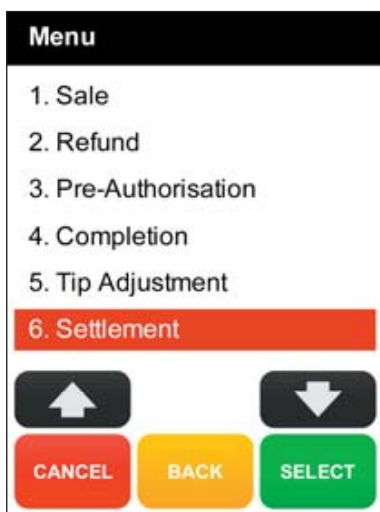 Menu
1. Sale
2. Refund
3. Pre-Authorisation
4. Completion
5. Tip Adjustment
6. Settlement
CANCEL BACK SELECT